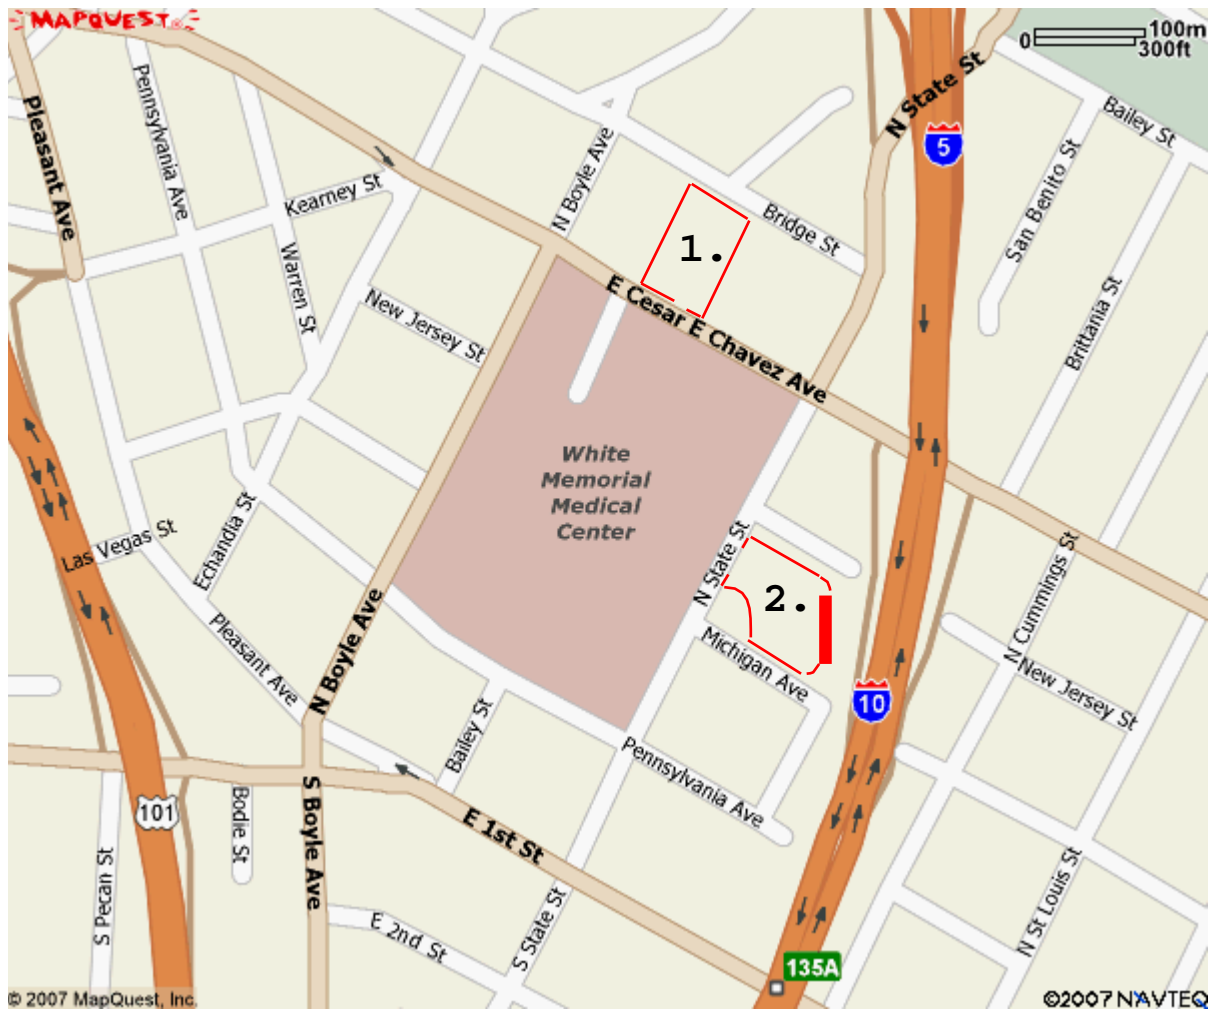 MAPQUEST
0
100m
300ft
N State St
Bailey St
Pennsylvania Ave
Pleasant Ave
5
San Benito St
N Boyle Ave
Kearney St
1.
Bridge St
Warren St
New Jersey St
E Cesar E Chavez Ave
Brittania St
White
Memorial
Medical
Center
Las Vegas St
Echandia St
N State St
2.
N Cummings St
Pleasant Ave
N Boyle Ave
Michigan Ave
New Jersey St
10
Bailey St
Pennsylvania Ave
101
Bodie St
S Boyle Ave
E 1st St
S Pecan St
E 2nd St
S State St
N St Louis St
135A
© 2007 MapQuest, Inc.
©2007 NAVTEQ